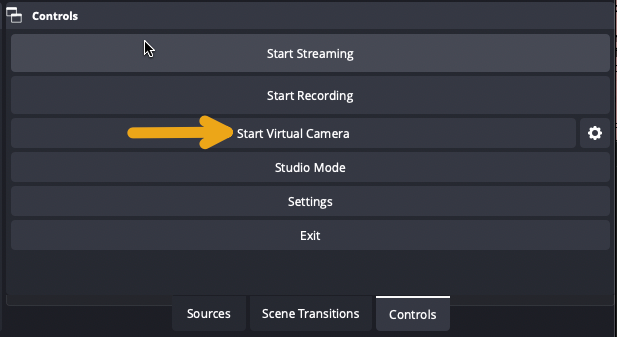 Controls
Start Streaming
Start Recording
Start Virtual Camera
Studio Mode
Settings
Exit
Sources Scene Transitions Controls